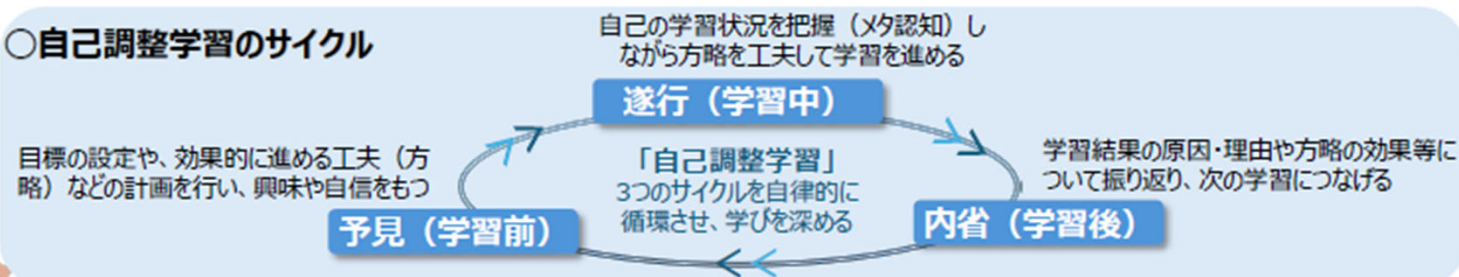 ○自己調整学習のサイクル
自己の学習状況を把握（メタ認知）し
ながら方略を工夫して学習を進める
遂行（学習中）
目標の設定や、効果的に進める工夫（方
略）などの計画を行い、興味や自信をもつ
予見（学習前）
「自己調整学習」
3つのサイクルを自律的に
循環させ、学びを深める
学習結果の原因・理由や方略の効果等に
ついて振り返り、次の学習につなげる
内省（学習後）